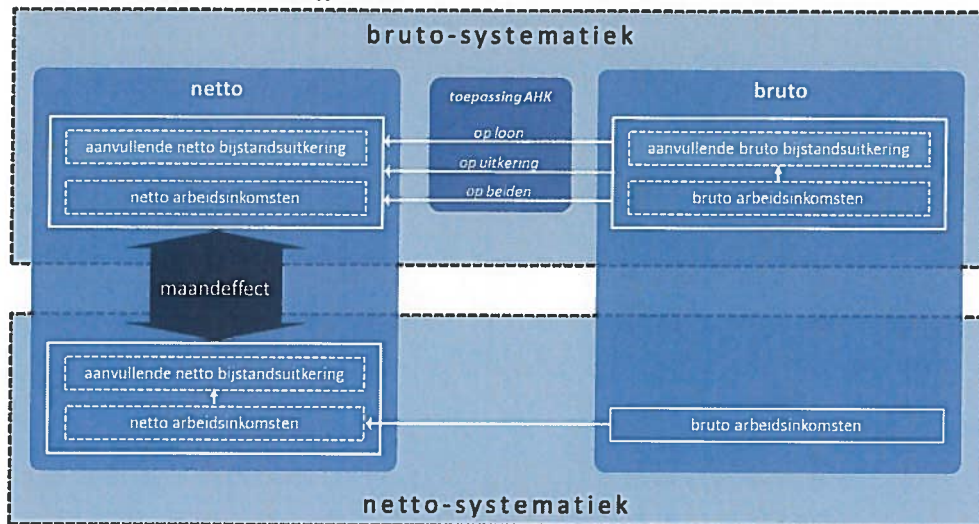 bruto-systematiek
netto
toepassing AHK
bruto
op loon
aanvullende netto bijstandsuitkering
aanvullende bruto bijstandsuitkering
op uitkering
netto arbeidsinkomsten
op beiden
bruto arbeidsinkomsten
maandeffect
aanvullende netto bijstandsuitkering
netto arbeidsinkomsten
bruto arbeidsinkomsten
netto-systematiek